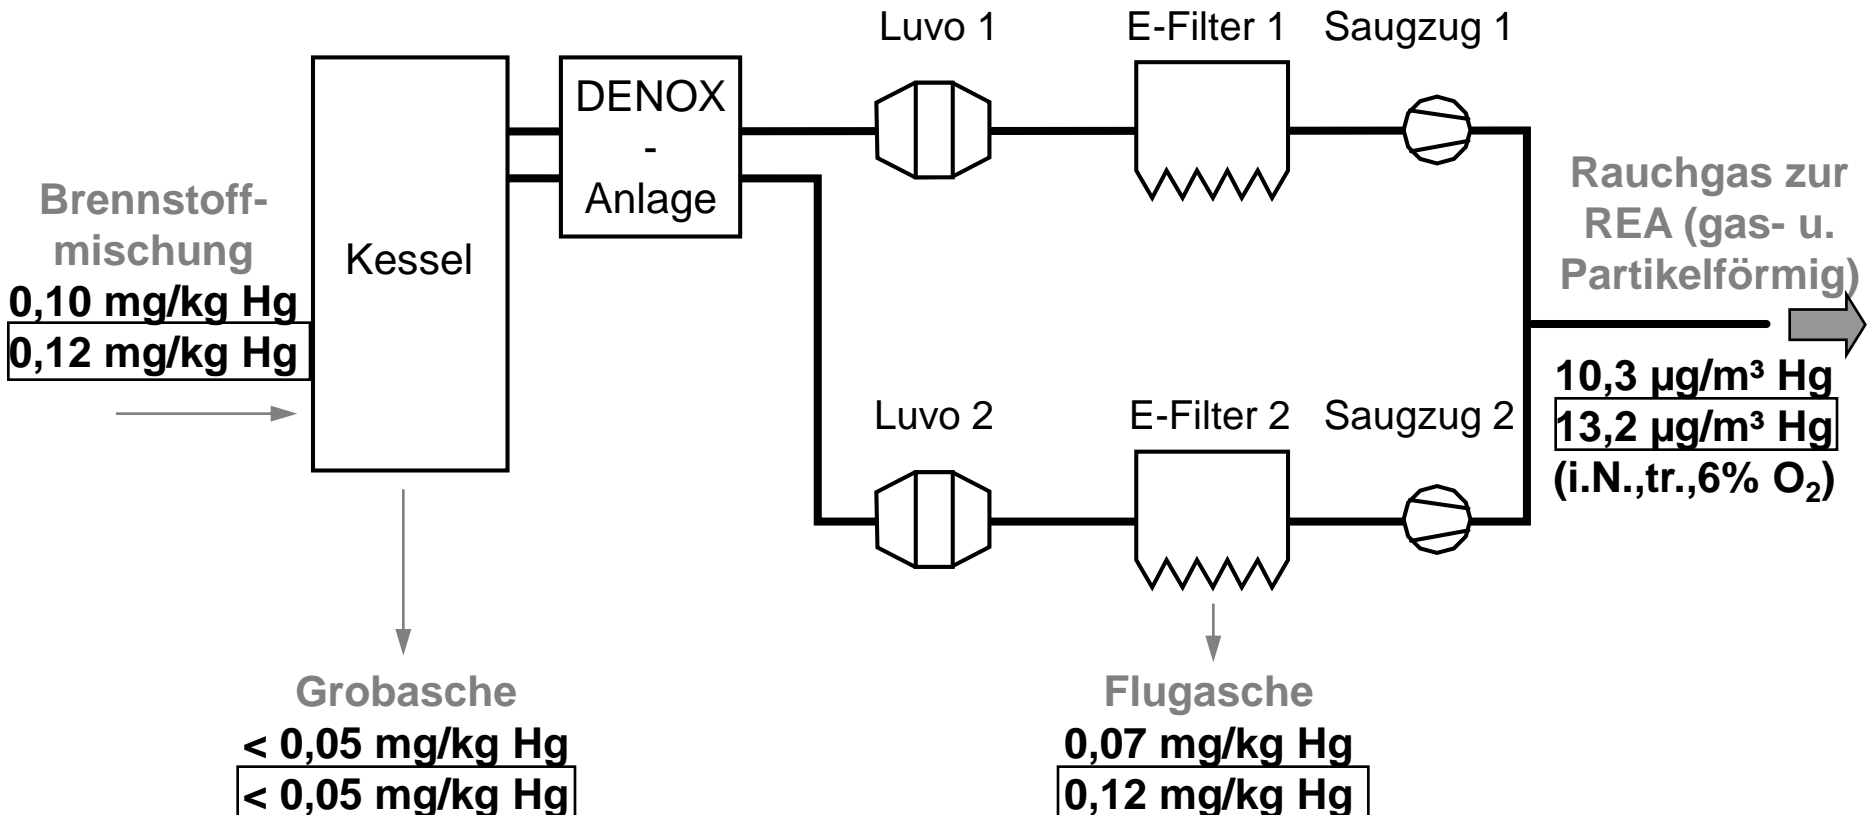 Luvo 1
E-Filter 1
Saugzug 1
DENOX
-
Anlage
Kessel
Brennstoff-
mischung
0,10 mg/kg Hg
0,12 mg/kg Hg
Rauchgas zur
REA (gas- u.
Partikelförmig)
10,3 µg/m³ Hg
13,2 µg/m³ Hg
(i.N.,tr.,6% O₂)
Luvo 2
E-Filter 2
Saugzug 2
Grobasche
< 0,05 mg/kg Hg
< 0,05 mg/kg Hg
Flugasche
0,07 mg/kg Hg
0,12 mg/kg Hg